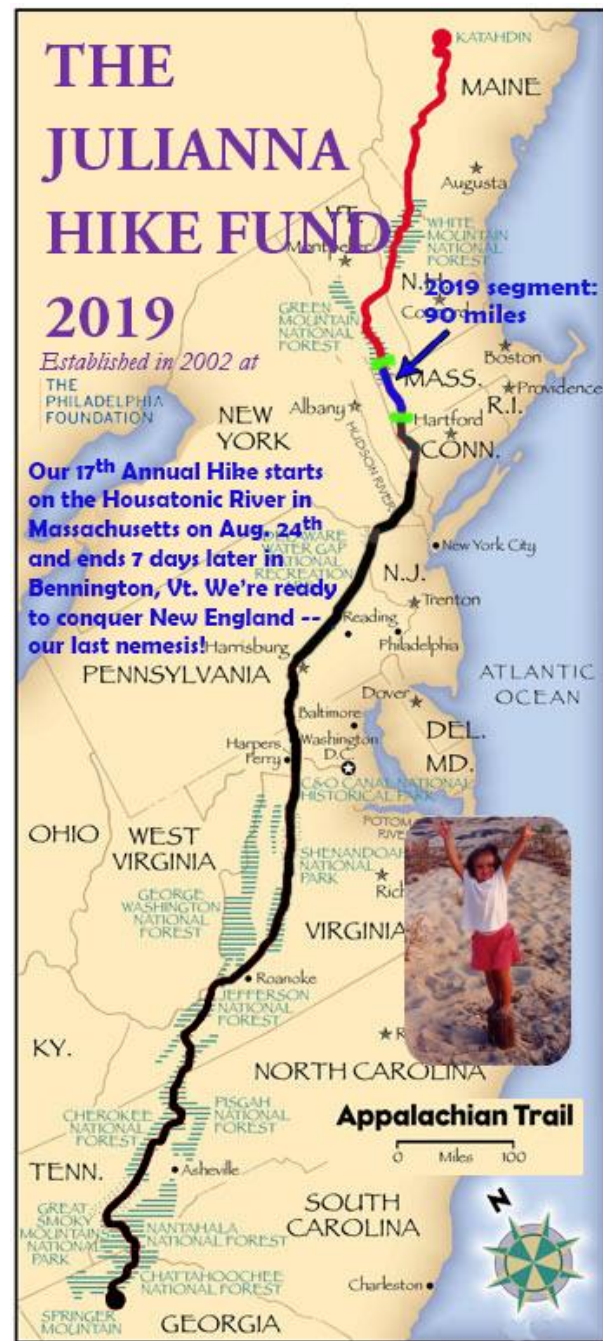 THE
JULIANNA
HIKE FUND
2019
Established in 2002 at
THE
PHILADELPHIA
FOUNDATION
Our 17th Annual Hike starts
on the Housatonic River in
Massachusetts on Aug. 24th
and ends 7 days later in
Bennington, Vt. We're ready
to conquer New England --
our last nemesis!
2019 segment:
90 miles
KATAHDIN
MAINE
Augusta
VT.
WHITE
MOUNTAIN
NATIONAL
FOREST
N.H.
GREEN
MOUNTAIN
NATIONAL
FOREST
Boston
MASS.
Providence
R.I.
Albany
Hartford
CONN.
NEW
YORK
HUDSON RIVER
WATER GAP
NATIONAL
New York City
N.J.
Trenton
Reading
Philadelphia
Harrisburg
PENNSYLVANIA
ATLANTIC
OCEAN
Dover
Baltimore
DEL.
Washington
D.C.
MD.
Harpers
Ferry
C&O CANAL NATIONAL
HISTORICAL PARK
OHIO
WEST
VIRGINIA
SHENANDOAH
NATIONAL
PARK
GEORGE
WASHINGTON
NATIONAL
FOREST
VIRGINIA
Roanoke
JEFFERSON
NATIONAL
FOREST
KY.
NORTH CAROLINA
PISGAH
NATIONAL
FOREST
CHEROKEE
NATIONAL
FOREST
Appalachian Trail
0 Miles 100
TENN.
Asheville
GREAT
SMOKY
MOUNTAINS
NATIONAL
PARK
NANTAHALA
NATIONAL FOREST
SOUTH
CAROLINA
N
CHATTAHOOCHEE
NATIONAL FOREST
Charleston
SPRINGER
MOUNTAIN
GEORGIA